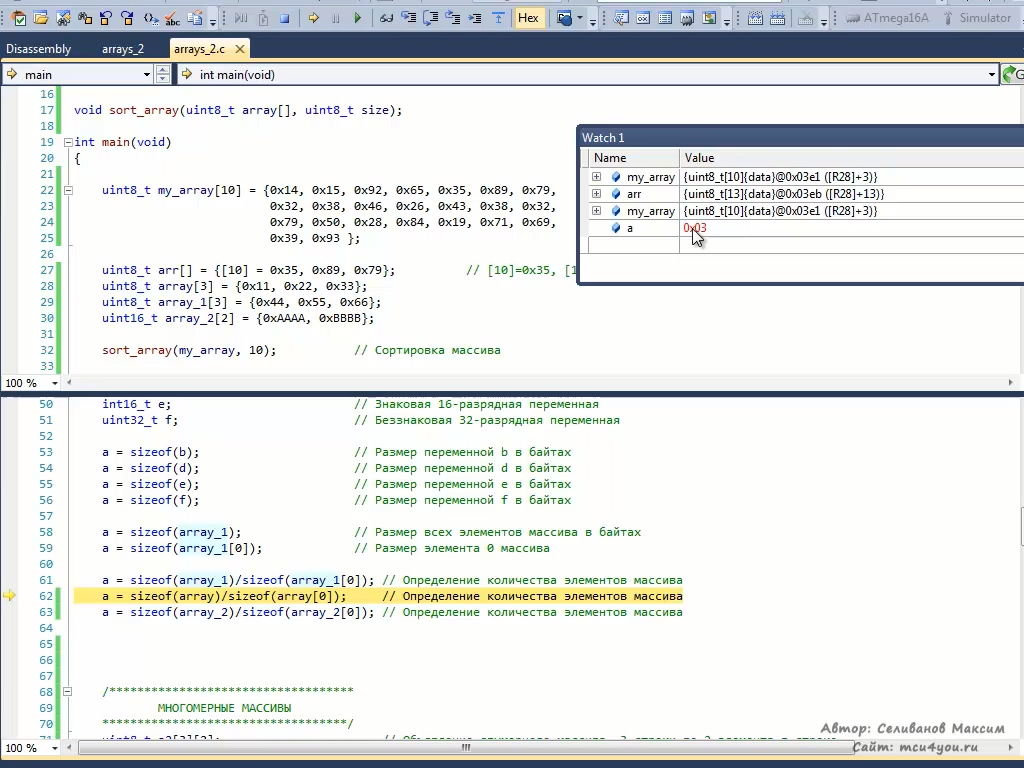 Hex
ATmega16A
Simulator
Disassembly arrays_2 arrays_2.c
main int main(void)
16
17 void sort_array(uint8_t array[], uint8_t size);
18
19 int main(void)
20 {
21
22 uint8_t my_array[10] = {0x14, 0x15, 0x92, 0x65, 0x35, 0x89, 0x79,
23 0x32, 0x38, 0x46, 0x26, 0x43, 0x38, 0x32,
24 0x79, 0x50, 0x28, 0x84, 0x19, 0x71, 0x69,
25 0x39, 0x93 };
26
27 uint8_t arr[] = {[10] = 0x35, 0x89, 0x79}; // [10]=0x35, [1
28 uint8_t array[3] = {0x11, 0x22, 0x33};
29 uint8_t array_1[3] = {0x44, 0x55, 0x66};
30 uint16_t array_2[2] = {0xAAAA, 0xBBBB};
31
32 sort_array(my_array, 10); // Сортировка массива
33
100 %
Watch 1
Name Value
my_array {uint8_t[10]{data}@0x03e1 ([R28]+3)}
arr {uint8_t[13]{data}@0x03eb ([R28]+13)}
my_array {uint8_t[10]{data}@0x03e1 ([R28]+3)}
a 0x03
50 int16_t e; // Знаковая 16-разрядная переменная
51 uint32_t f; // Беззнаковая 32-разрядная переменная
52
53 a = sizeof(b); // Размер переменной b в байтах
54 a = sizeof(d); // Размер переменной d в байтах
55 a = sizeof(e); // Размер переменной e в байтах
56 a = sizeof(f); // Размер переменной f в байтах
57
58 a = sizeof(array_1); // Размер всех элементов массива в байтах
59 a = sizeof(array_1[0]); // Размер элемента 0 массива
60
61 a = sizeof(array_1)/sizeof(array_1[0]); // Определение количества элементов массива
62 a = sizeof(array)/sizeof(array[0]); // Определение количества элементов массива
63 a = sizeof(array_2)/sizeof(array_2[0]); // Определение количества элементов массива
64
65
66
67
68 /***********************************
69 МНОГОМЕРНЫЕ МАССИВЫ
70 ***********************************/
100 %
Автор: Селиванов Максим
Сайт: mcu4you.ru